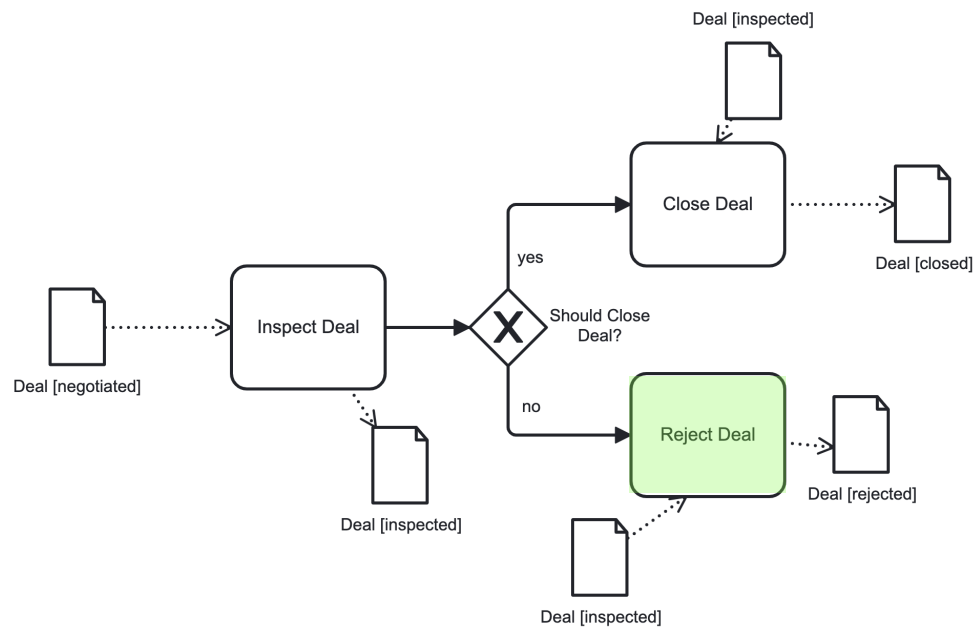 Deal [inspected]
Close Deal
Deal [closed]
yes
Should Close
Deal?
Inspect Deal
Deal [negotiated]
no
Reject Deal
Deal [rejected]
Deal [inspected]
Deal [inspected]